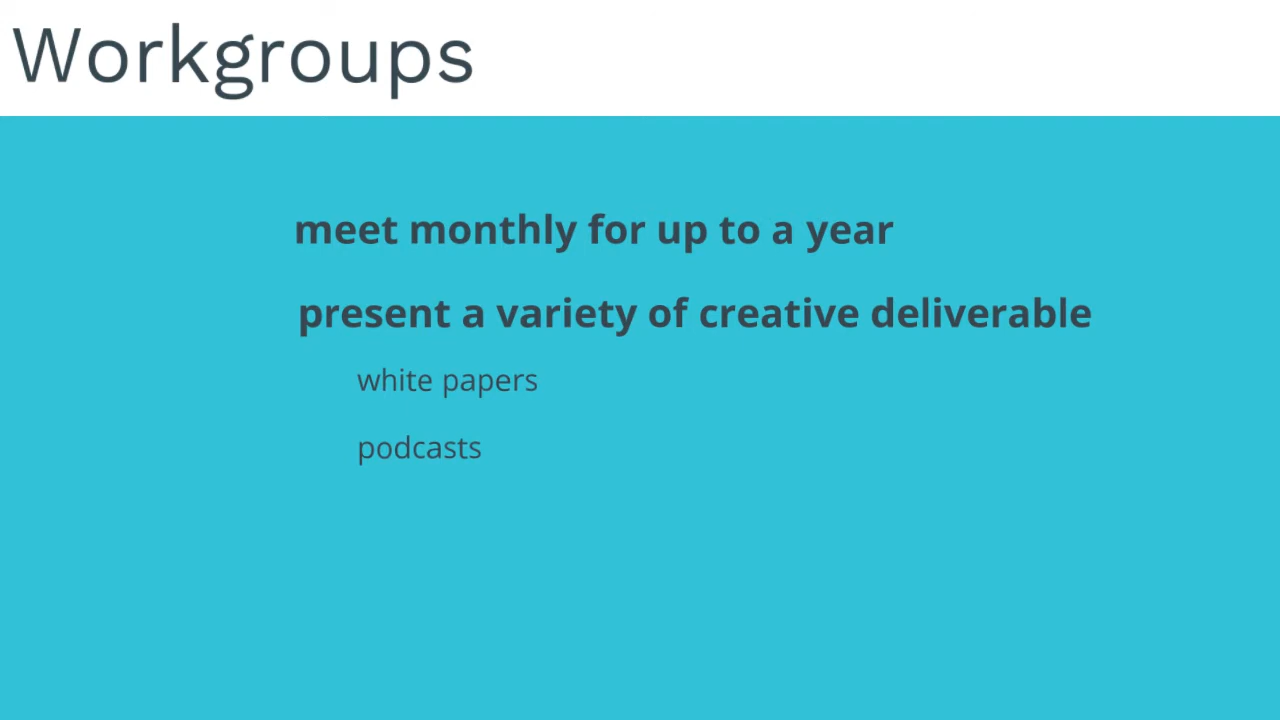 Workgroups
meet monthly for up to a year
present a variety of creative deliverable
white papers
podcasts